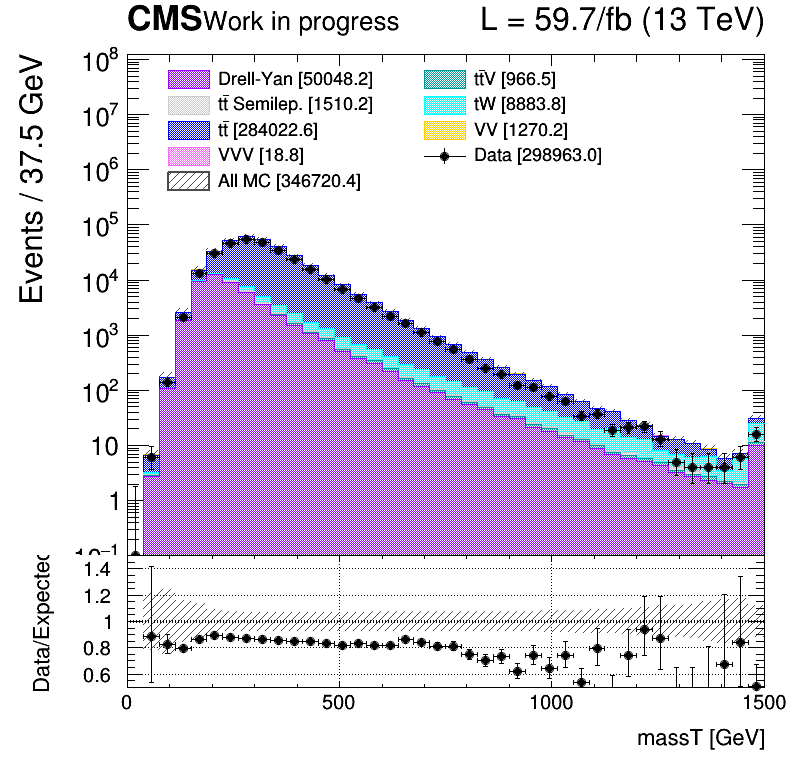 CMS Work in progress L = 59.7/fb (13 TeV)
Events / 37.5 GeV
10⁸
10⁷
10⁶
10⁵
10⁴
10³
10²
10
1
10⁻¹
Drell-Yan [50048.2]
tt̄ Semilep. [1510.2]
tt̄ [284022.6]
VVV [18.8]
All MC [346720.4]
tt̄V [966.5]
tW [8883.8]
VV [1270.2]
Data [298963.0]
Data/Expected
1.4
1.2
1
0.8
0.6
0 500 1000 1500
massT [GeV]